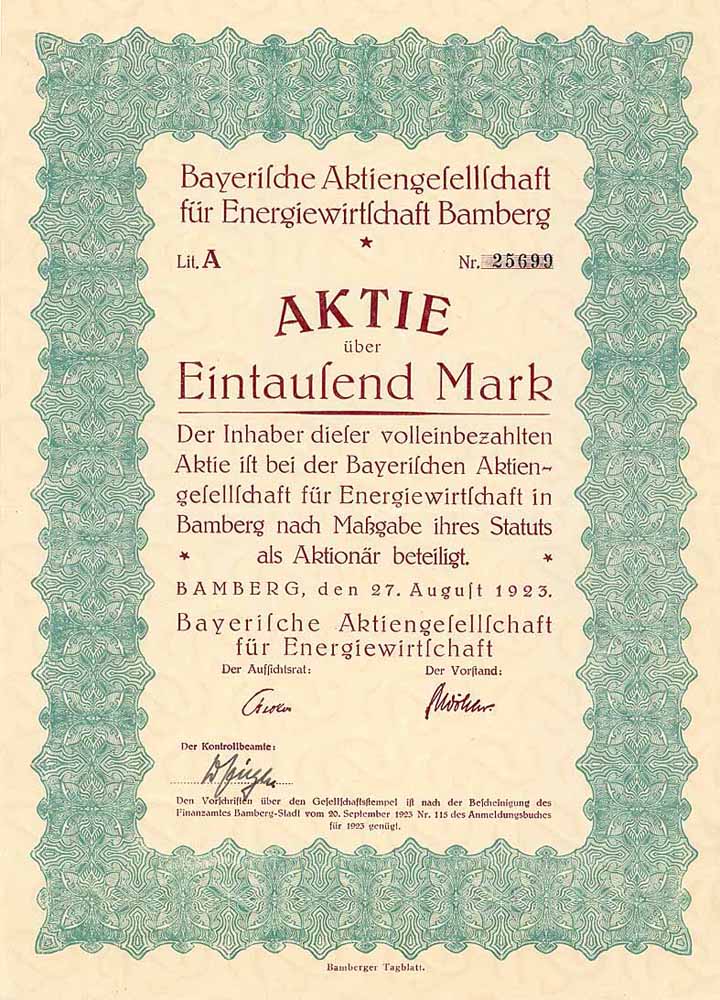 Bayeriſche Aktiengeſellſchaft
für Energiewirtſchaft Bamberg
Lit. A Nr. 25699
AKTIE
über
Eintauſend Mark
Der Inhaber dieſer volleinbezahlten
Aktie iſt bei der Bayeriſchen Aktien-
geſellſchaft für Energiewirtſchaft in
Bamberg nach Maßgabe ihres Statuts
* als Aktionär beteiligt. *
BAMBERG, den 27. Auguſt 1923.
Bayeriſche Aktiengeſellſchaft
für Energiewirtſchaft
Der Aufſichtsrat: Der Vorſtand:
Der Kontrollbeamte:
Den Vorſchriften über den Geſellſchaftsſtempel iſt nach der Beſcheinigung des
Finanzamtes Bamberg-Stadt vom 20. September 1923 Nr. 115 des Anmeldungsbuches
für 1923 genügt.
Bamberger Tagblatt.